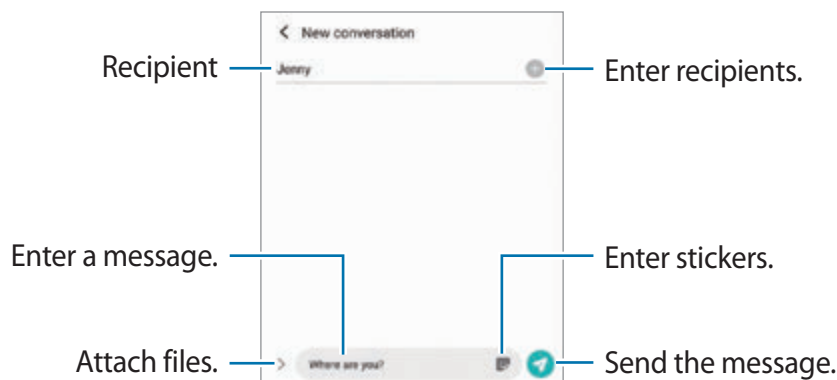 New conversation
Recipient
Jenny
Enter recipients.
Enter a message.
Enter stickers.
Attach files.
Where are you?
Send the message.